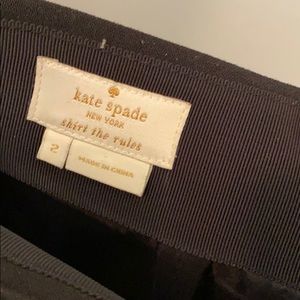 kate spade
NEW YORK
skirt the rules
2
MADE IN CHINA